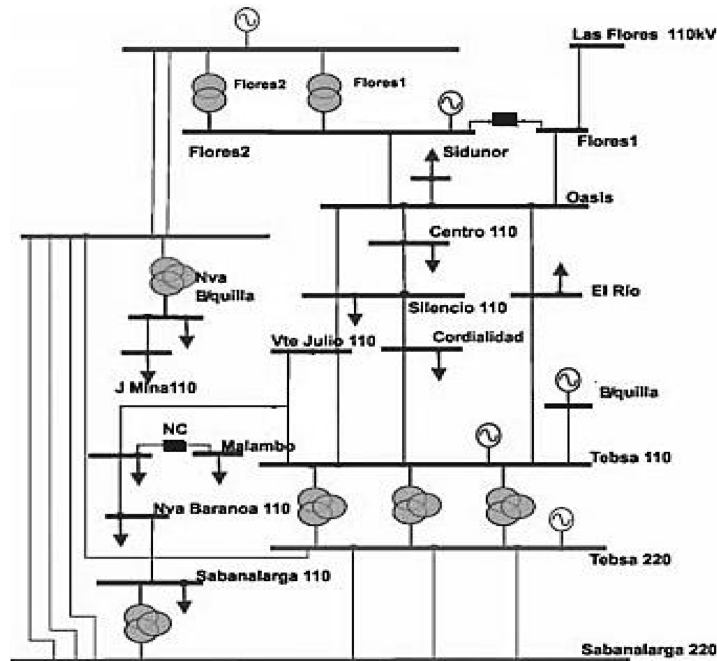 Las Flores 110kV
Flores2
Flores1
Flores2
Sidunor
Flores1
Oasis
Centro 110
Nva
B/quilla
Silencio 110
El Río
Vte Julio 110
Cordialidad
J Mina110
B/quilla
NC
Malambo
Tebsa 110
Nva Baranoa 110
Tebsa 220
Sabanalarga 110
Sabanalarga 220